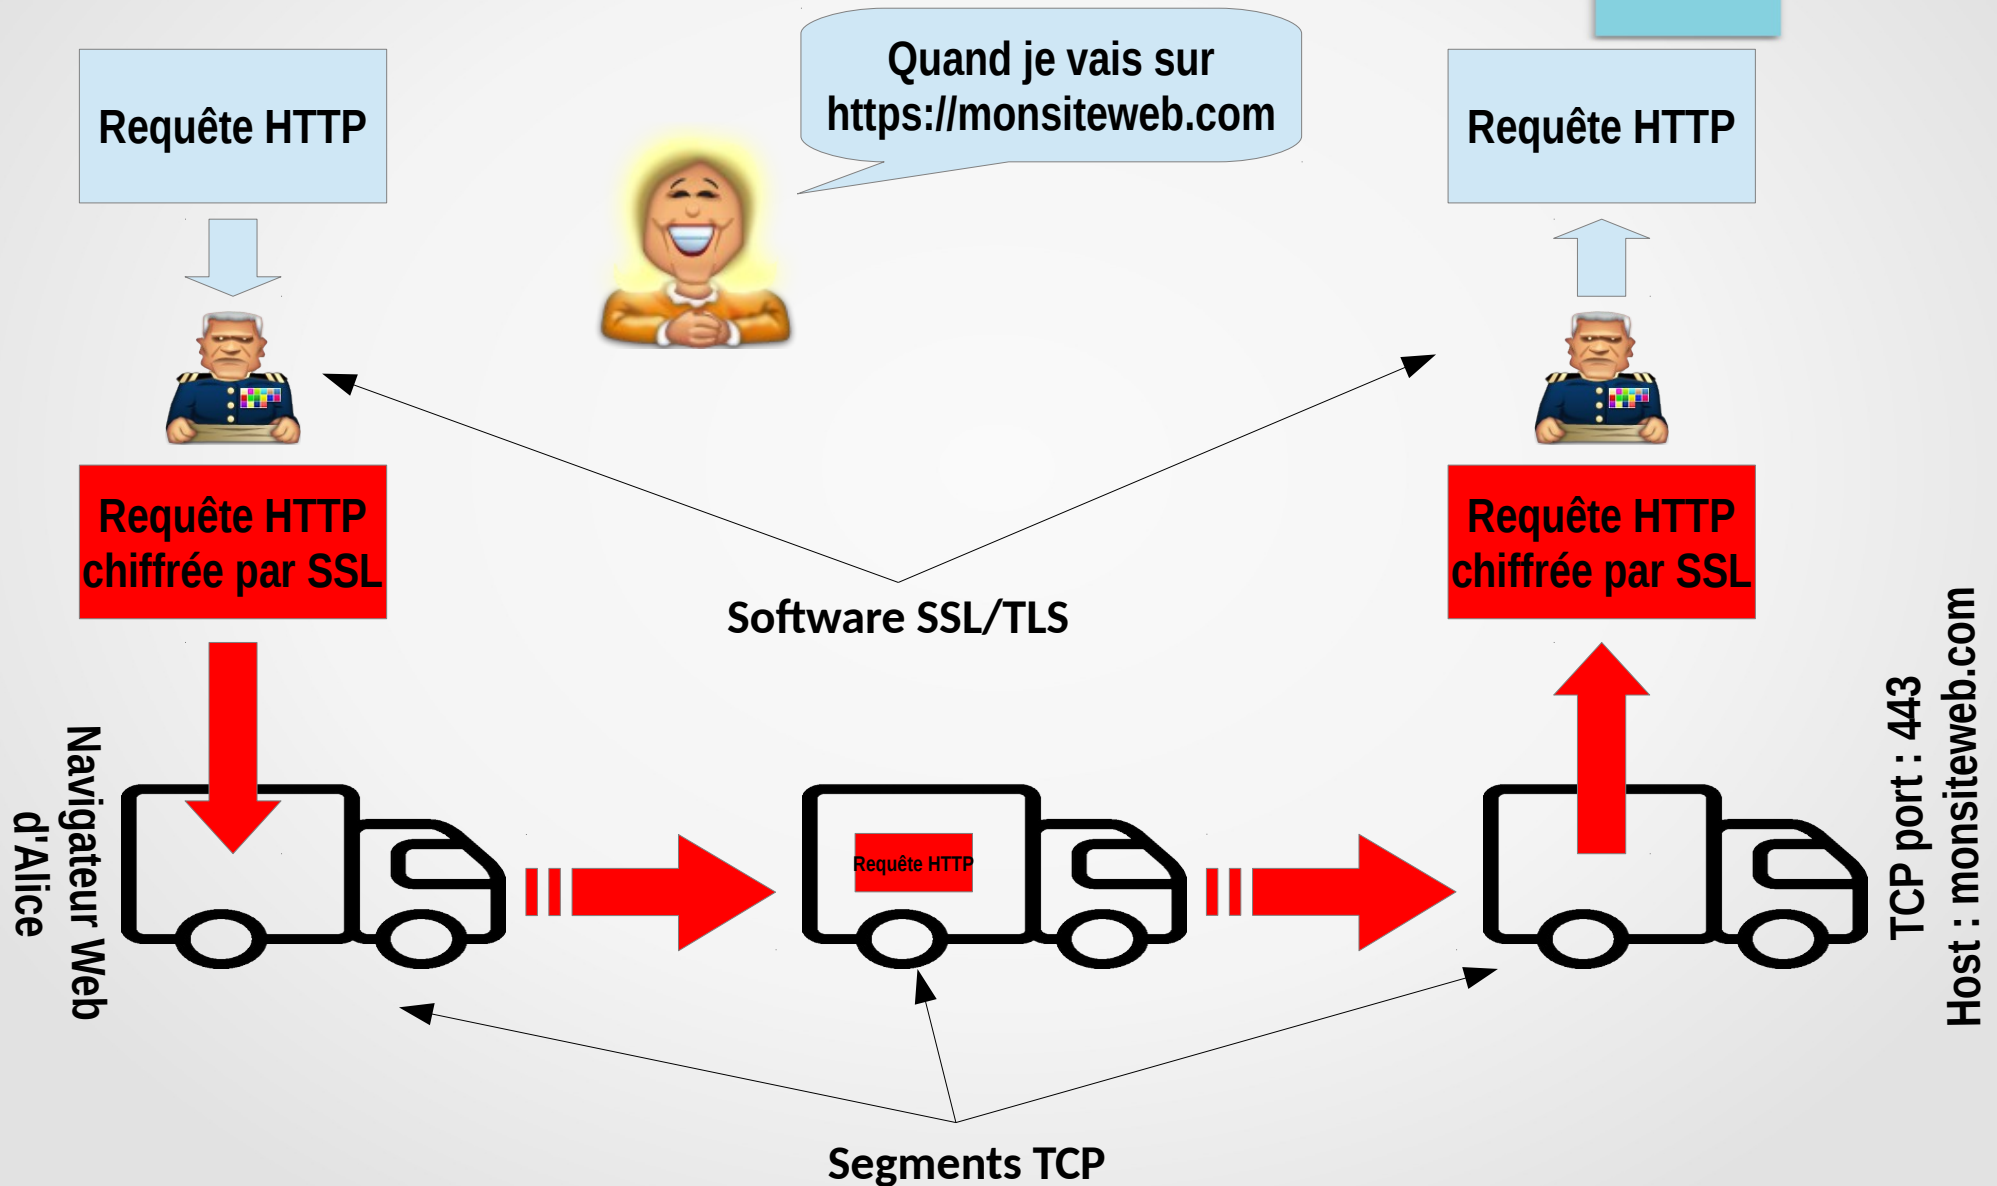 Quand je vais sur
https://monsiteweb.com
Requête HTTP
Requête HTTP
Requête HTTP
chiffrée par SSL
Requête HTTP
chiffrée par SSL
Software SSL/TLS
Navigateur Web
d'Alice
Requête HTTP
TCP port : 443
Host : monsiteweb.com
Segments TCP